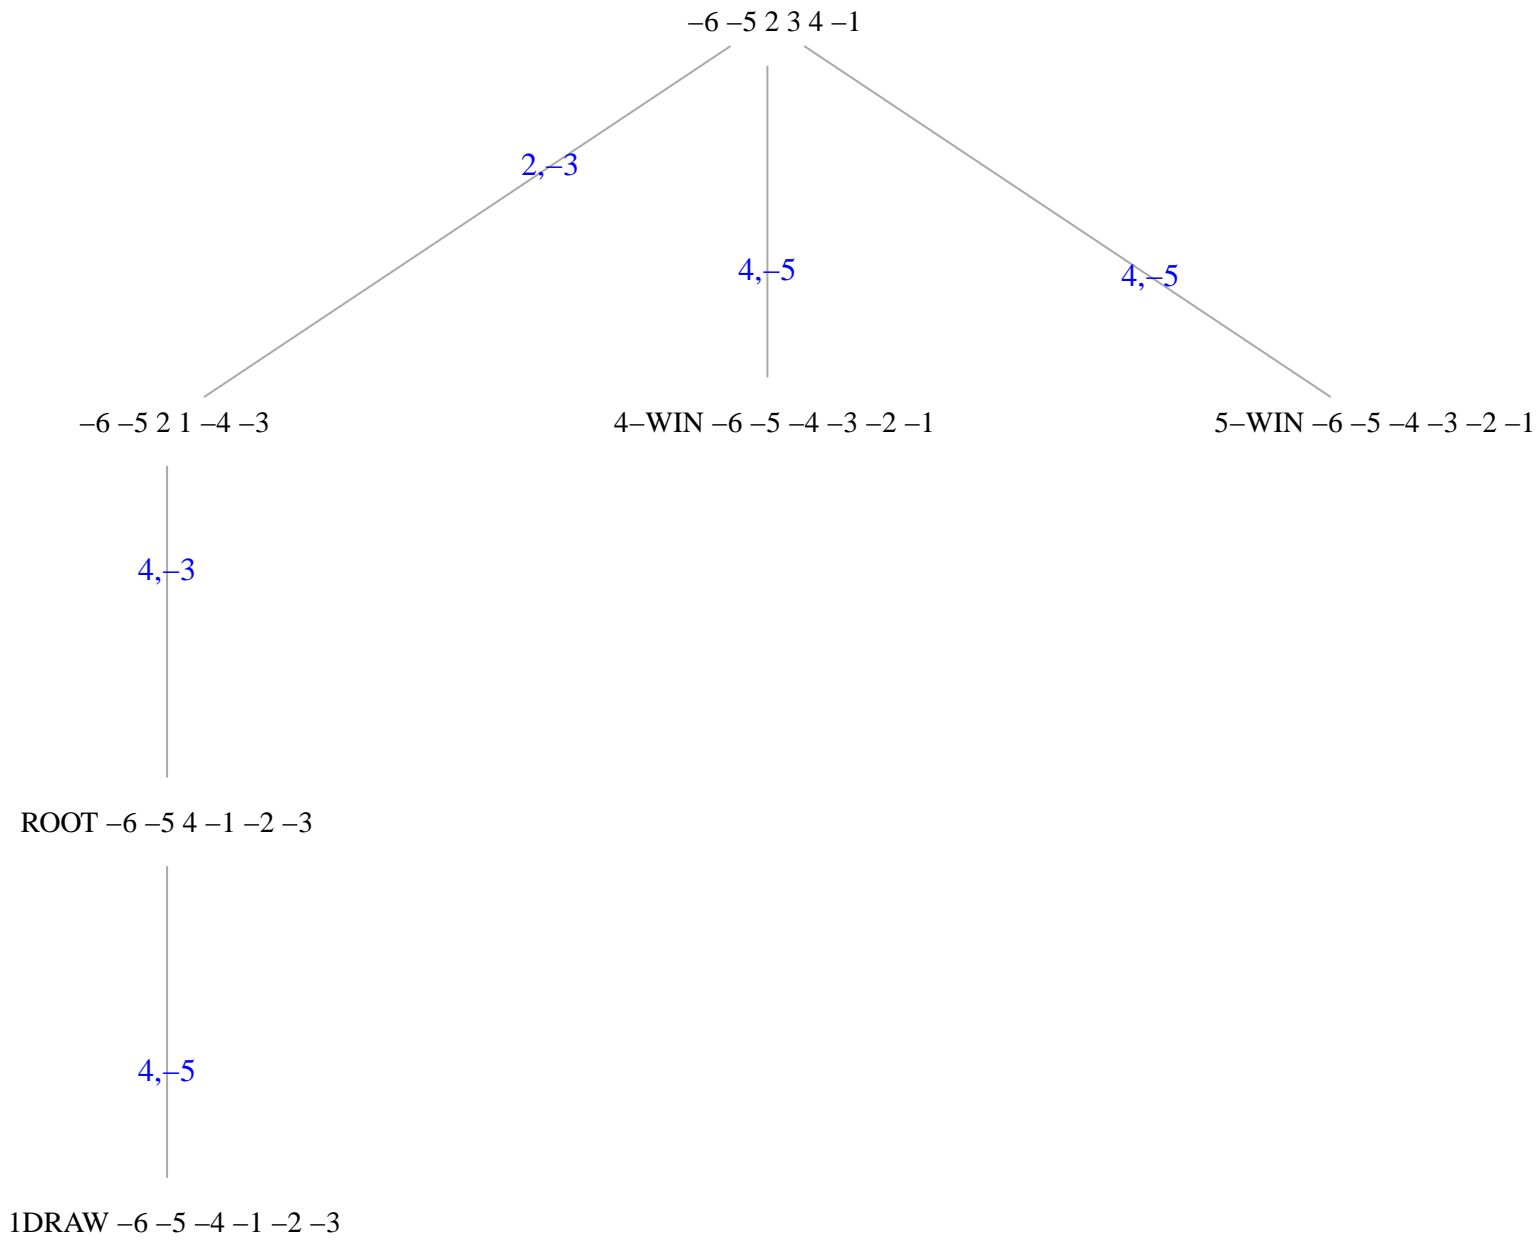 –6 –5 2 3 4 –1
2,–3
4,–5
4,–5
–6 –5 2 1 –4 –3
4–WIN –6 –5 –4 –3 –2 –1
5–WIN –6 –5 –4 –3 –2 –1
4,–3
ROOT –6 –5 4 –1 –2 –3
4,–5
1DRAW –6 –5 –4 –1 –2 –3